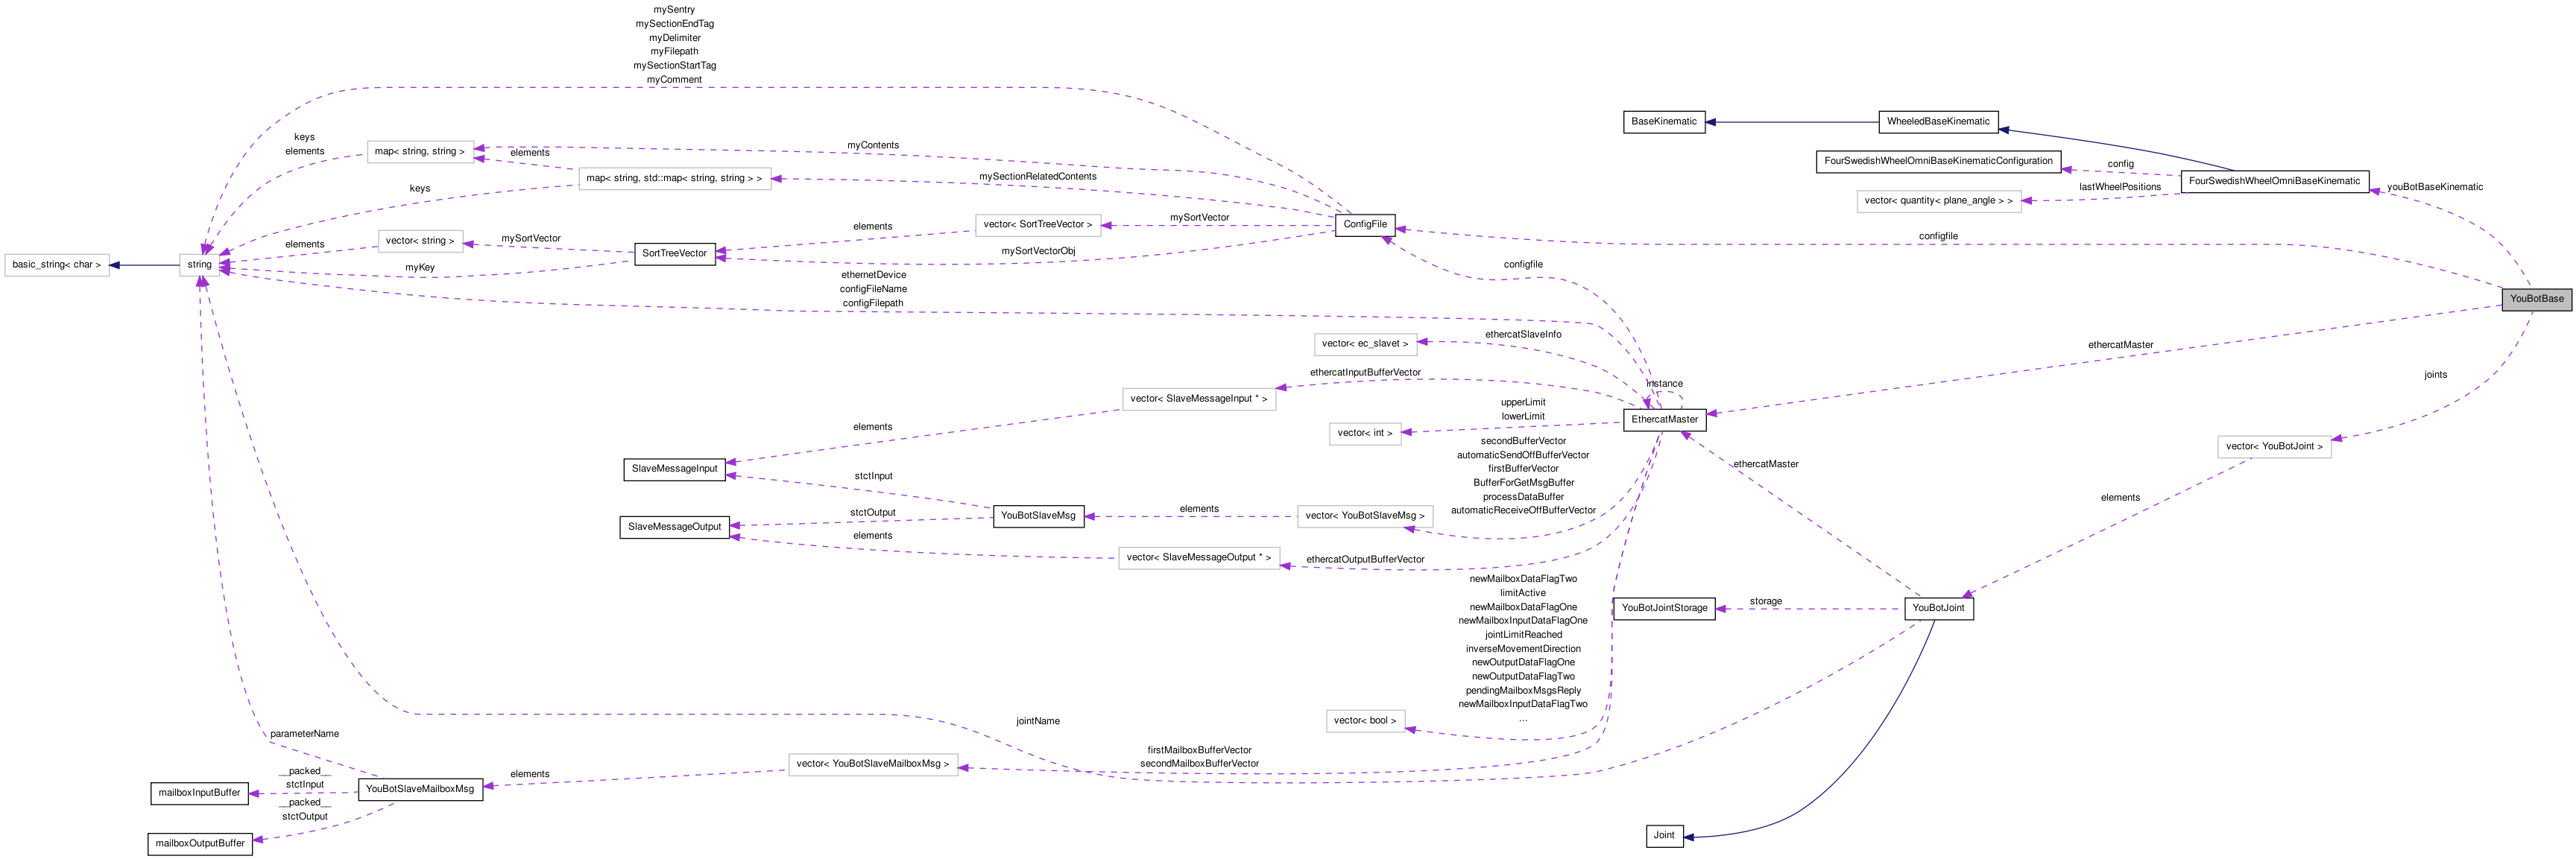 mySentry
mySectionEndTag
myDelimiter
myFilepath
mySectionStartTag
myComment
keys
elements
map< string, string >
elements
myContents
map< string, std::map< string, string > >
mySectionRelatedContents
keys
BaseKinematic
WheeledBaseKinematic
FourSwedishWheelOmniBaseKinematicConfiguration
config
FourSwedishWheelOmniBaseKinematic
youBotBaseKinematic
lastWheelPositions
vector< quantity< plane_angle > >
vector< SortTreeVector >
mySortVector
ConfigFile
elements
vector< string >
mySortVector
elements
SortTreeVector
mySortVectorObj
configfile
basic_string< char >
string
myKey
configfile
ethernetDevice
configFileName
configFilepath
YouBotBase
vector< ec_slavet >
ethercatSlaveInfo
ethercatMaster
ethercatInputBufferVector
instance
joints
vector< SlaveMessageInput * >
upperLimit
lowerLimit
EthercatMaster
elements
vector< int >
secondBufferVector
automaticSendOffBufferVector
firstBufferVector
BufferForGetMsgBuffer
processDataBuffer
automaticReceiveOffBufferVector
vector< YouBotJoint >
ethercatMaster
SlaveMessageInput
stctInput
elements
SlaveMessageOutput
stctOutput
YouBotSlaveMsg
elements
vector< YouBotSlaveMsg >
elements
vector< SlaveMessageOutput * >
ethercatOutputBufferVector
newMailboxDataFlagTwo
limitActive
newMailboxDataFlagOne
newMailboxInputDataFlagOne
jointLimitReached
inverseMovementDirection
newOutputDataFlagOne
newOutputDataFlagTwo
pendingMailboxMsgsReply
newMailboxInputDataFlagTwo
...
YouBotJointStorage
storage
YouBotJoint
vector< bool >
jointName
parameterName
firstMailboxBufferVector
secondMailboxBufferVector
vector< YouBotSlaveMailboxMsg >
elements
__packed__
stctInput
mailboxInputBuffer
YouBotSlaveMailboxMsg
__packed__
stctOutput
mailboxOutputBuffer
Joint